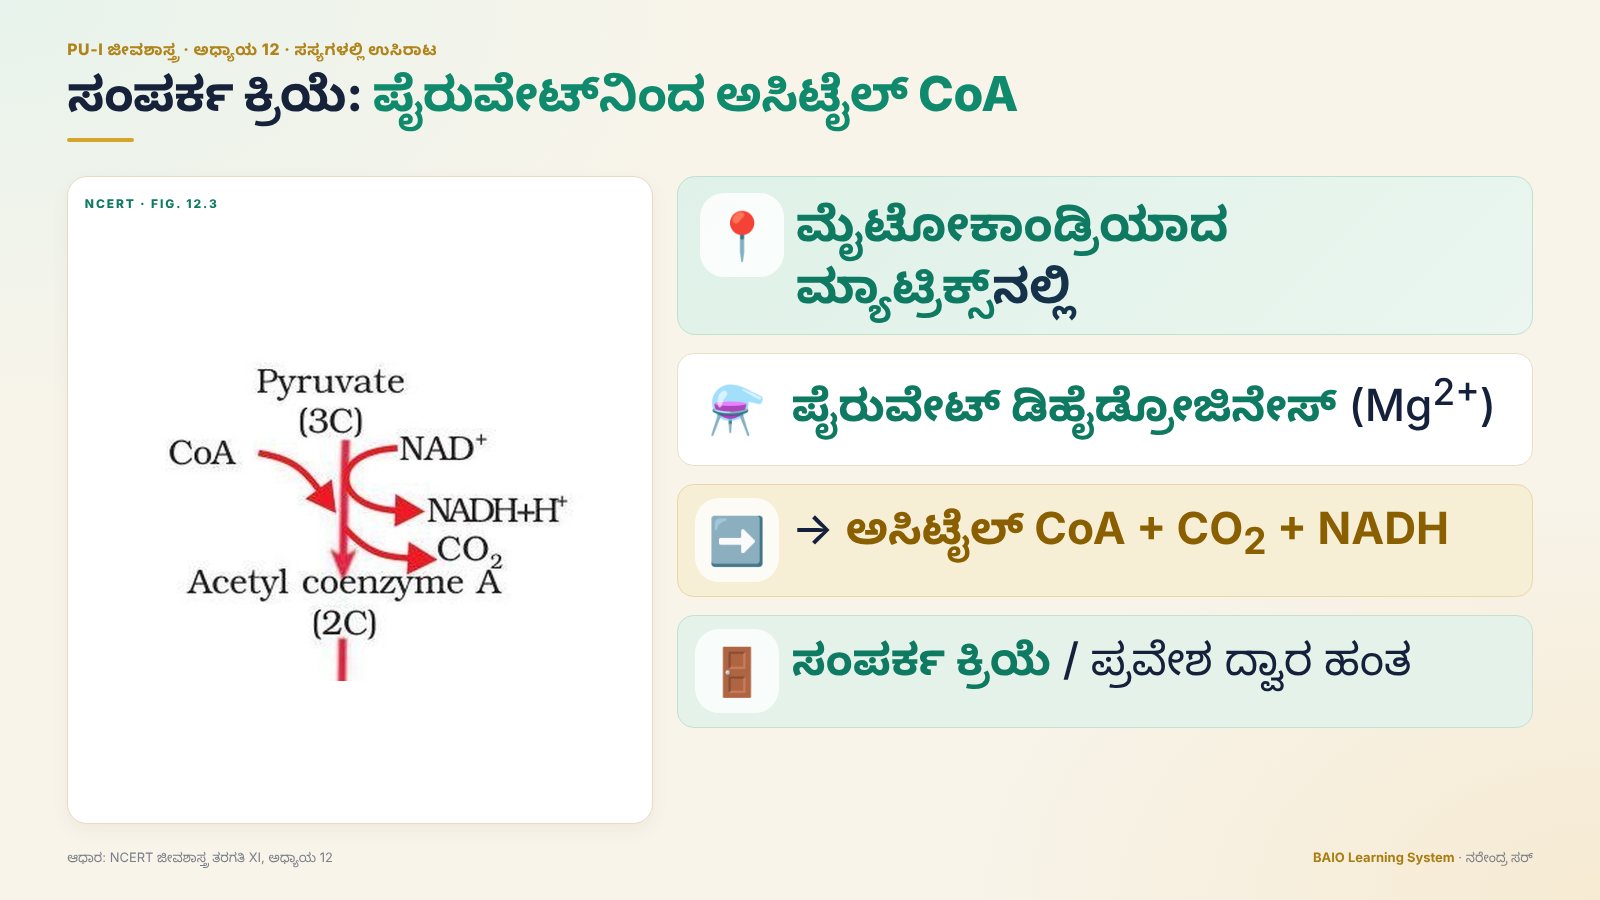 PU-I ಜೀವಶಾಸ್ತ್ರ · ಅಧ್ಯಾಯ 12 · ಸಸ್ಯಗಳಲ್ಲಿ ಉಸಿರಾಟ
ಸಂಪರ್ಕ ಕ್ರಿಯೆ: ಪೈರುವೇಟ್‌ನಿಂದ ಅಸಿಟೈಲ್ CoA
NCERT · FIG. 12.3
Pyruvate
(3C)
CoA
NAD⁺
NADH+H⁺
CO₂
Acetyl coenzyme A
(2C)
ಮೈಟೋಕಾಂಡ್ರಿಯಾದ
ಮ್ಯಾಟ್ರಿಕ್ಸ್‌ನಲ್ಲಿ
ಪೈರುವೇಟ್ ಡಿಹೈಡ್ರೋಜಿನೇಸ್ (Mg²⁺)
→ ಅಸಿಟೈಲ್ CoA + CO₂ + NADH
ಸಂಪರ್ಕ ಕ್ರಿಯೆ / ಪ್ರವೇಶ ದ್ವಾರ ಹಂತ
ಆಧಾರ: NCERT ಜೀವಶಾಸ್ತ್ರ ತರಗತಿ XI, ಅಧ್ಯಾಯ 12
BAIO Learning System · ನರೇಂದ್ರ ಸರ್